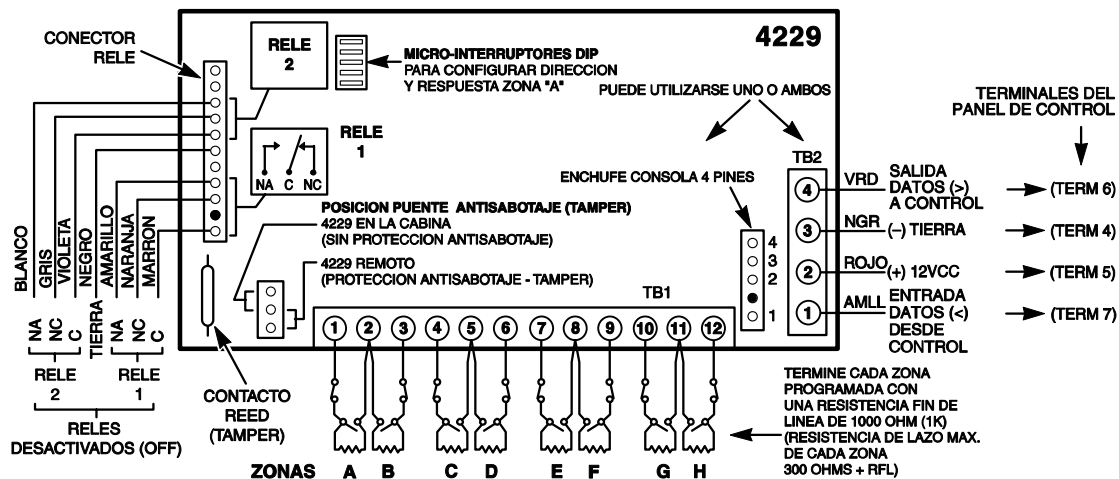 4229
CONECTOR
RELE
RELE
2
MICRO-INTERRUPTORES DIP
PARA CONFIGURAR DIRECCION
Y RESPUESTA ZONA "A"
PUEDE UTILIZARSE UNO O AMBOS
TERMINALES DEL
PANEL DE CONTROL
RELE
1
NA C NC
ENCHUFE CONSOLA 4 PINES
TB2
4
3
2
1
VRD
SALIDA
DATOS (>)
A CONTROL
(TERM 6)
NGR
(–) TIERRA
(TERM 4)
ROJO
(+) 12VCC
(TERM 5)
AMLL
ENTRADA
DATOS (<)
DESDE
CONTROL
(TERM 7)
POSICION PUENTE ANTISABOTAJE (TAMPER)
4229 EN LA CABINA
(SIN PROTECCION ANTISABOTAJE)
4229 REMOTO
(PROTECCION ANTISABOTAJE - TAMPER)
4
3
2
1
TB1
1 2 3 4 5 6 7 8 9 10 11 12
BLANCO
GRIS
VIOLETA
NEGRO
AMARILLO
NARANJA
MARRON
NA
NC
C
TIERRA
NA
NC
C
RELE
2
RELE
1
RELES
DESACTIVADOS (OFF)
CONTACTO
REED
(TAMPER)
ZONAS A B C D E F G H
TERMINE CADA ZONA
PROGRAMADA CON
UNA RESISTENCIA FIN DE
LINEA DE 1000 OHM (1K)
(RESISTENCIA DE LAZO MAX.
DE CADA ZONA
300 OHMS + RFL)